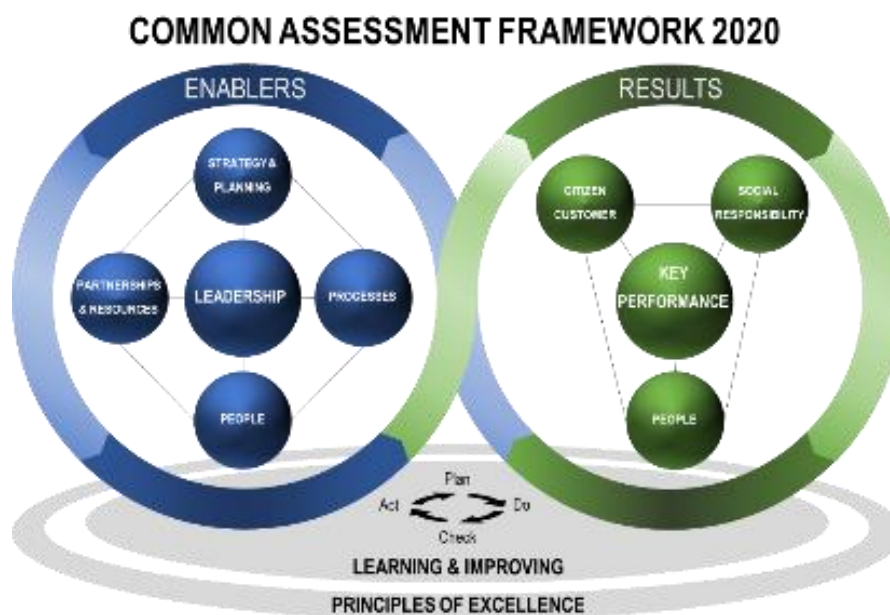 COMMON ASSESSMENT FRAMEWORK 2020
ENABLERS
STRATEGY &
PLANNING
PARTNERSHIPS
& RESOURCES
LEADERSHIP
PROCESSES
PEOPLE
RESULTS
CITIZEN
CUSTOMER
SOCIAL
RESPONSIBILITY
KEY
PERFORMANCE
PEOPLE
Plan
Act
Do
Check
LEARNING & IMPROVING
PRINCIPLES OF EXCELLENCE